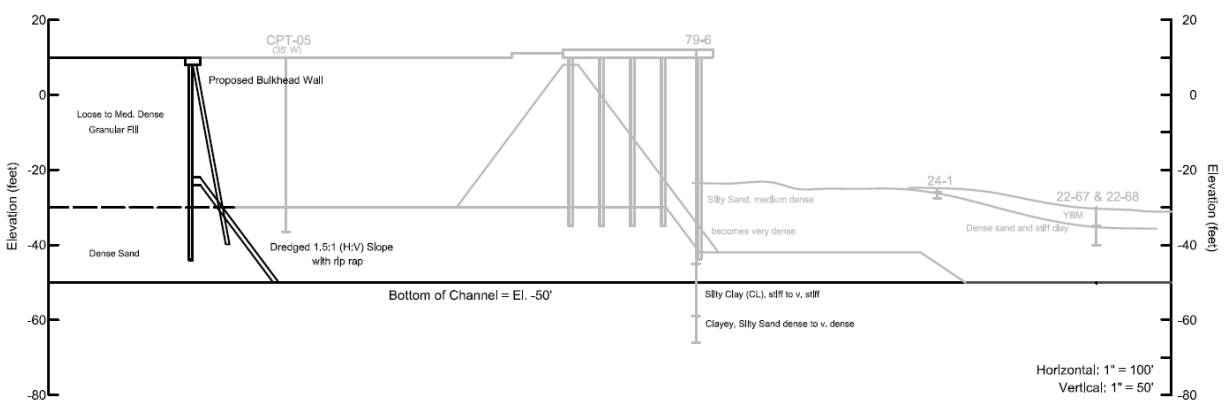 20
0
-20
-40
-60
-80
Elevation (feet)
CPT-05
(35' W)
79-6
Proposed Bulkhead Wall
Loose to Med. Dense
Granular Fill
Dense Sand
Dredged 1.5:1 (H:V) Slope
with rip rap
Bottom of Channel = El. -50'
Silty Sand, medium dense
becomes very dense
24-1
22-67 & 22-68
YBM
Dense sand and stiff clay
Silty Clay (CL), stiff to v. stiff
Clayey, Silty Sand dense to v. dense
Horizontal: 1" = 100'
Vertical: 1" = 50'
20
0
-20
-40
-60
-80
Elevation (feet)